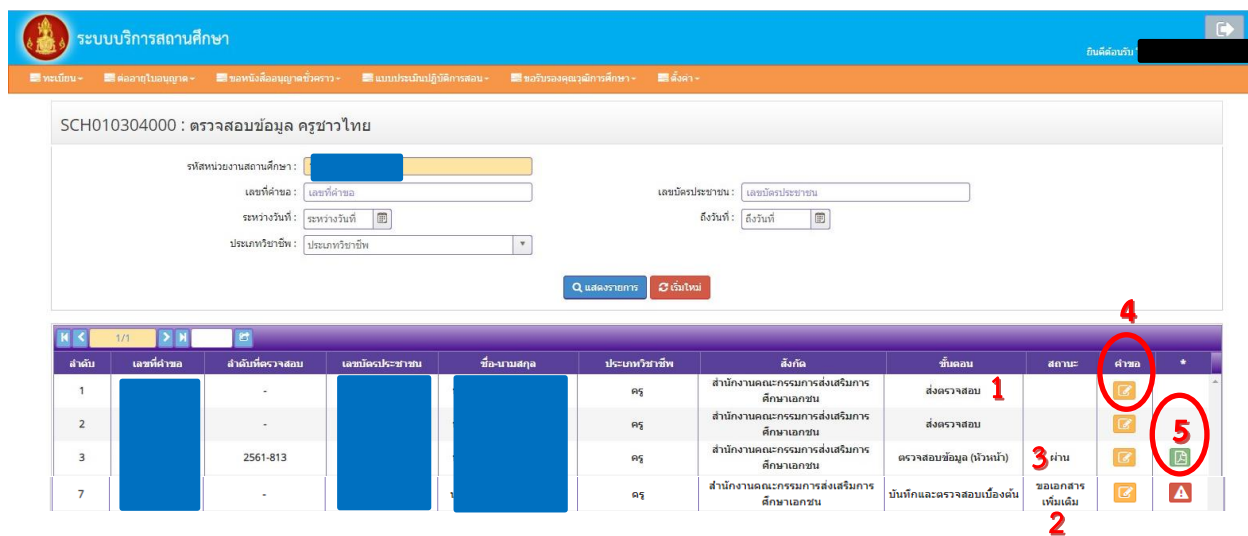 ระบบบริการสถานศึกษา
ยินดีต้อนรับ
ทะเบียน ต่ออายุใบอนุญาต ขอหนังสืออนุญาตชั่วคราว แบบประเมินปฏิบัติการสอน ขอรับรองคุณวุฒิการศึกษา ตั้งค่า
SCH010304000 : ตรวจสอบข้อมูล ครูชาวไทย
รหัสหน่วยงานสถานศึกษา :
เลขที่คำขอ : เลขที่คำขอ เลขบัตรประชาชน : เลขบัตรประชาชน
ระหว่างวันที่ : ระหว่างวันที่ ถึงวันที่ : ถึงวันที่
ประเภทวิชาชีพ : ประเภทวิชาชีพ
แสดงรายการ เริ่มใหม่
4
1/1
ลำดับ เลขที่คำขอ ลำดับที่ตรวจสอบ เลขบัตรประชาชน ชื่อ-นามสกุล ประเภทวิชาชีพ สังกัด ขั้นตอน สถานะ คำขอ *
1 - ครู สำนักงานคณะกรรมการส่งเสริมการ ส่งตรวจสอบ 1
ศึกษาเอกชน
2 - ครู สำนักงานคณะกรรมการส่งเสริมการ ส่งตรวจสอบ 5
ศึกษาเอกชน
3 2561-813 ครู สำนักงานคณะกรรมการส่งเสริมการ ตรวจสอบข้อมูล (หัวหน้า) 3 ผ่าน
ศึกษาเอกชน
7 - ครู สำนักงานคณะกรรมการส่งเสริมการ บันทึกและตรวจสอบเบื้องต้น ขอเอกสาร
ศึกษาเอกชน เพิ่มเติม
2